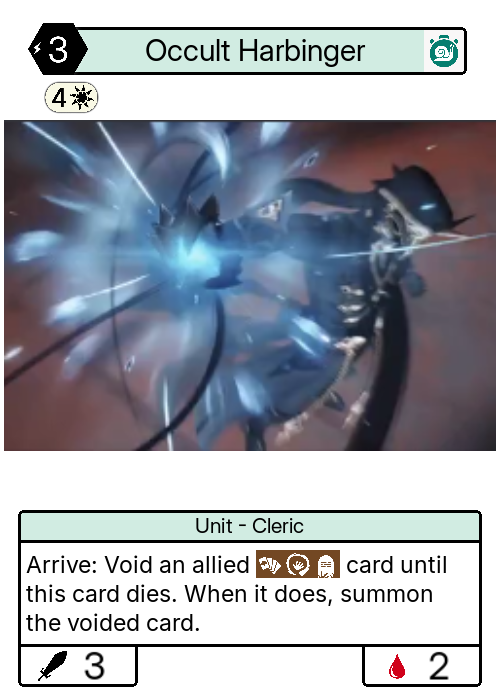 3 Occult Harbinger
4
Unit - Cleric
Arrive: Void an allied card until
this card dies. When it does, summon
the voided card.
3 2